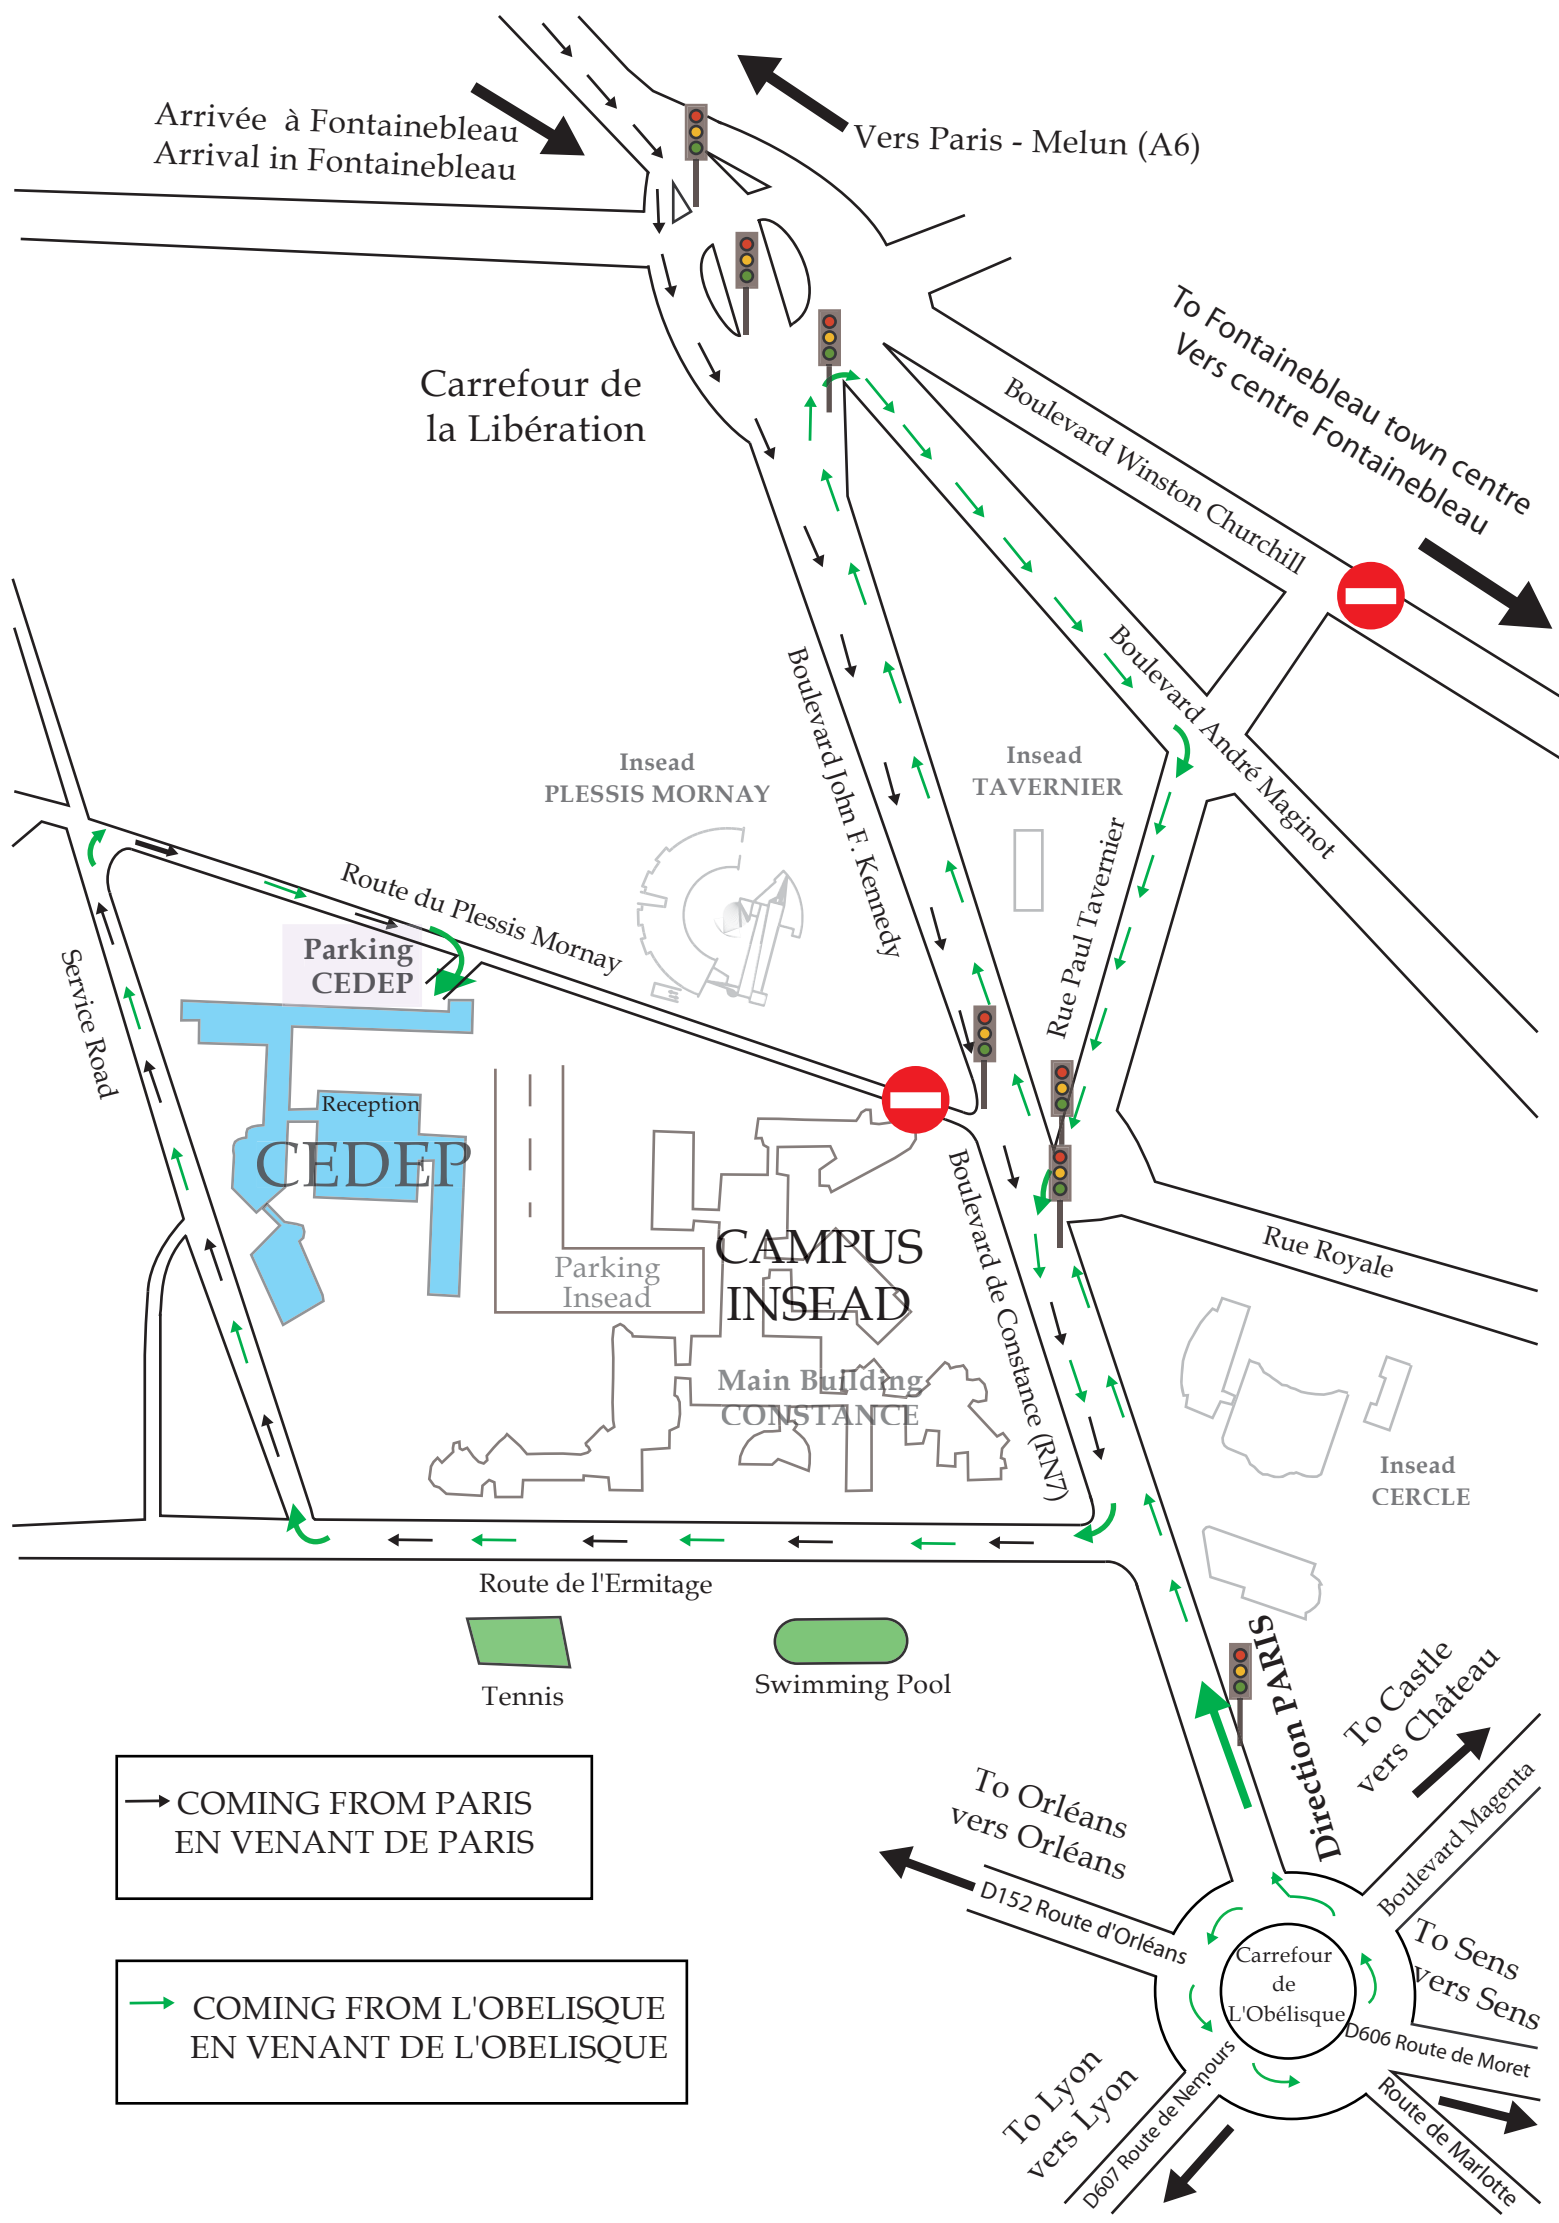 Arrivée à Fontainebleau
Arrival in Fontainebleau
Vers Paris - Melun (A6)
To Fontainebleau town centre
Vers centre Fontainebleau
Carrefour de
la Libération
Boulevard Winston Churchill
Boulevard André Maginot
Boulevard John F. Kennedy
Insead
PLESSIS MORNAY
Insead
TAVERNIER
Rue Paul Tavernier
Route du Plessis Mornay
Parking
CEDEP
Service Road
Reception
CEDEP
Parking
Insead
CAMPUS
INSEAD
Main Building
CONSTANCE
Boulevard de Constance (RN7)
Rue Royale
Insead
CERCLE
Route de l'Ermitage
Tennis
Swimming Pool
Direction PARIS
To Castle
vers Château
Boulevard Magenta
To Orléans
vers Orléans
D152 Route d'Orléans
Carrefour
de
L'Obélisque
To Sens
vers Sens
D606 Route de Moret
Route de Marlotte
To Lyon
vers Lyon
D607 Route de Nemours
COMING FROM PARIS
EN VENANT DE PARIS
COMING FROM L'OBELISQUE
EN VENANT DE L'OBELISQUE